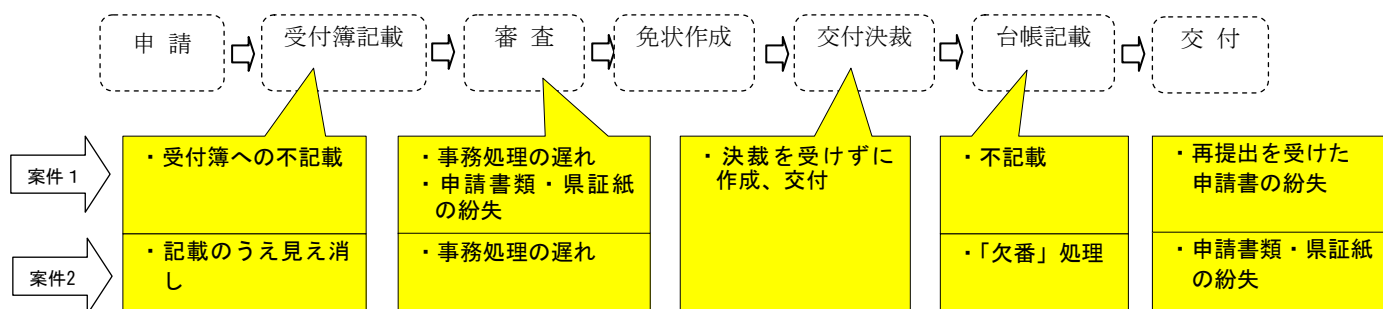 申 請
受付簿記載
審 査
免状作成
交付決裁
台帳記載
交 付
案件１
・受付簿への不記載
・事務処理の遅れ
・申請書類・県証紙
の紛失
・決裁を受けずに
作成、交付
・不記載
・再提出を受けた
申請書の紛失
案件2
・記載のうえ見え消
し
・事務処理の遅れ
・「欠番」処理
・申請書類・県証紙
の紛失